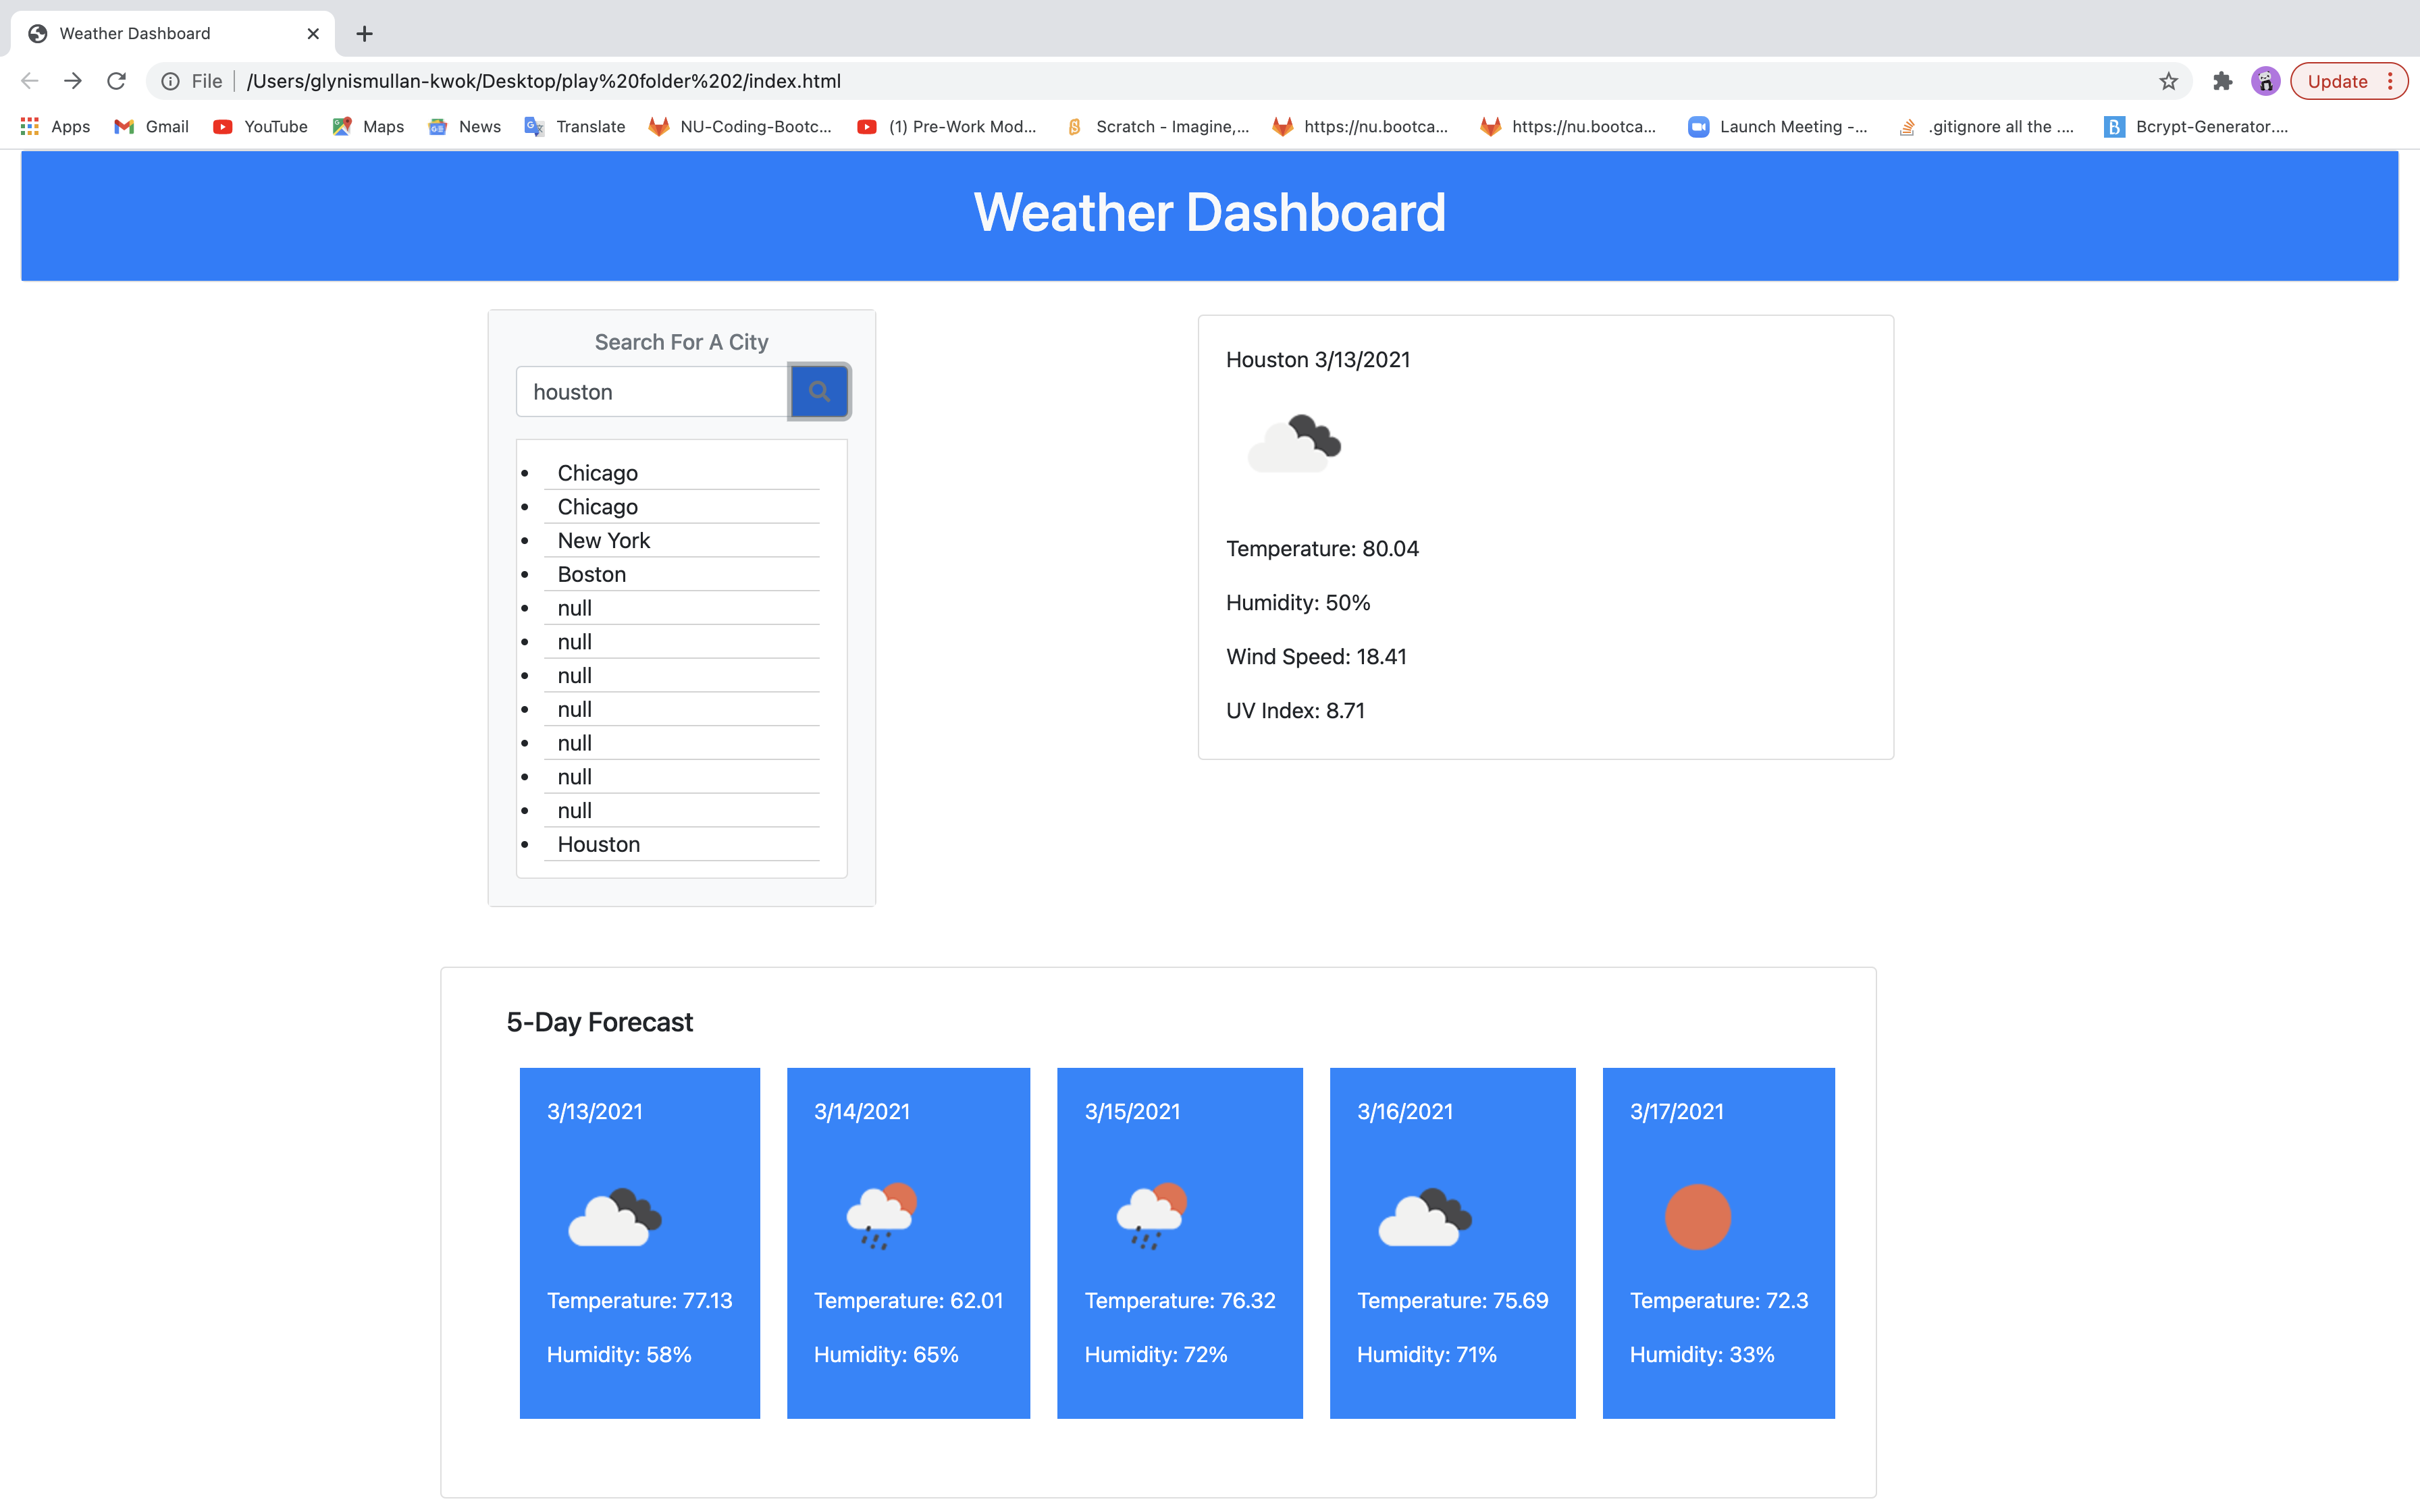 Weather Dashboard
File /Users/glynismullan-kwok/Desktop/play%20folder%202/index.html Update
Apps Gmail YouTube Maps News Translate NU-Coding-Bootc... (1) Pre-Work Mod... Scratch - Imagine,... https://nu.bootca... https://nu.bootca... Launch Meeting -... .gitignore all the .... B Bcrypt-Generator....
Weather Dashboard
Search For A City
houston
Chicago
Chicago
New York
Boston
null
null
null
null
null
null
null
Houston
Houston 3/13/2021
Temperature: 80.04
Humidity: 50%
Wind Speed: 18.41
UV Index: 8.71
5-Day Forecast
3/13/2021
Temperature: 77.13
Humidity: 58%
3/14/2021
Temperature: 62.01
Humidity: 65%
3/15/2021
Temperature: 76.32
Humidity: 72%
3/16/2021
Temperature: 75.69
Humidity: 71%
3/17/2021
Temperature: 72.3
Humidity: 33%